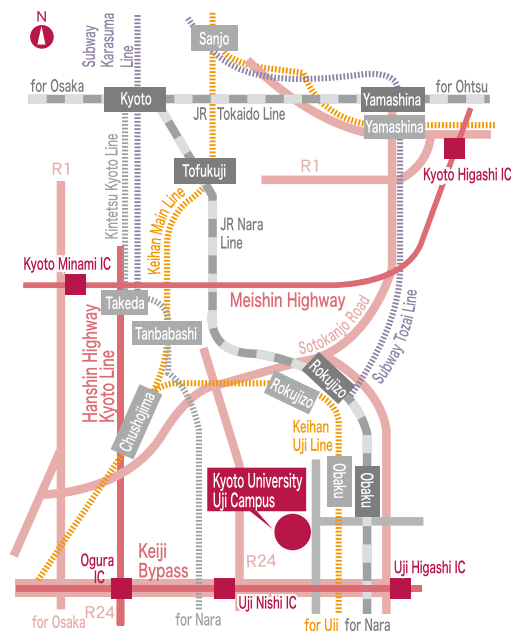 N
Subway
Karasuma
Line
Sanjo
for Osaka
Kyoto
JR Tokaido Line
Yamashina
for Ohtsu
Yamashina
Kintetsu Kyoto Line
Tofukuji
R1
R1
Kyoto Higashi IC
Keihan Main Line
JR Nara
Line
Kyoto Minami IC
Takeda
Meishin Highway
Tanbabashi
Sotokanjo Road
Subway Tozai Line
Hanshin Highway
Kyoto Line
Chushojima
Rokujizo
Rokujizo
Keihan
Uji Line
Kyoto University
Uji Campus
Obaku
Obaku
Ogura
IC
Keiji
Bypass
R24
Uji Higashi IC
Uji Nishi IC
for Osaka
R24
for Nara
for Uji
for Nara